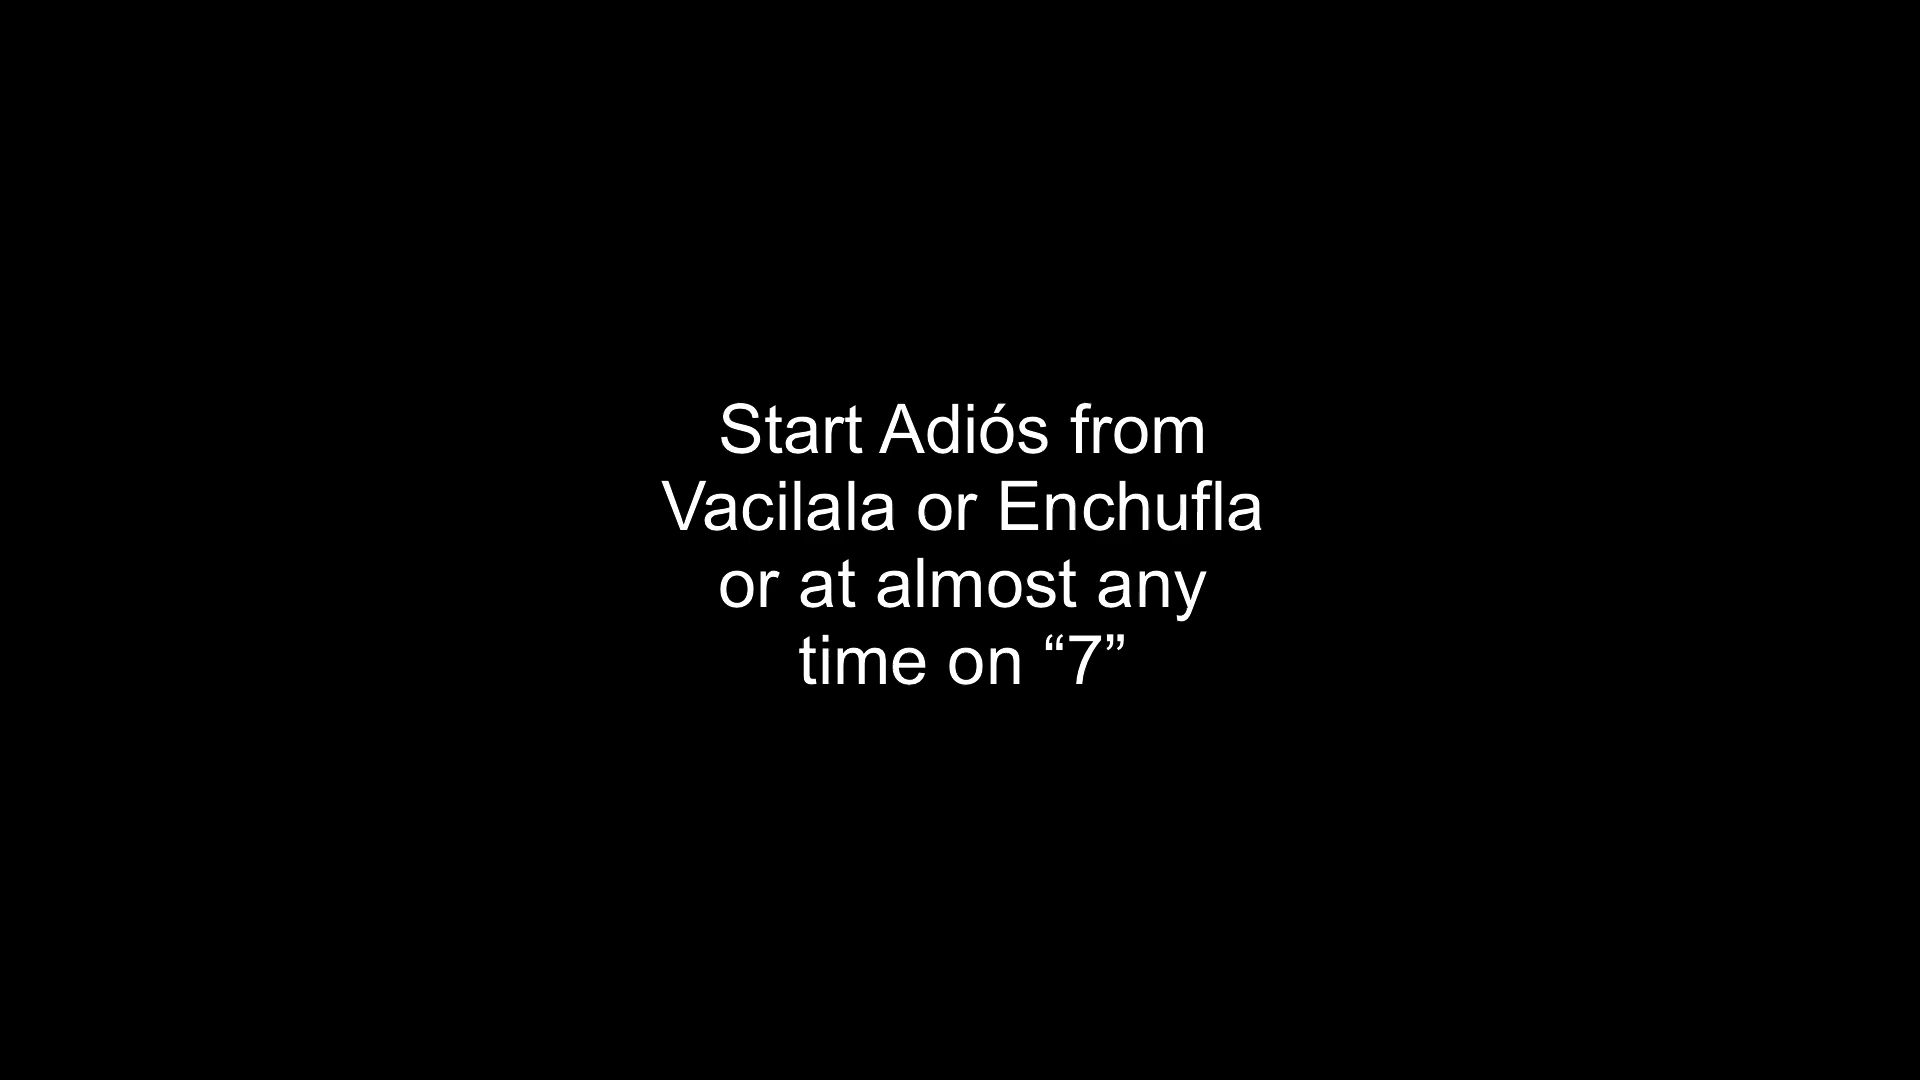 Start Adiós from
Vacilala or Enchufla
or at almost any
time on “7”